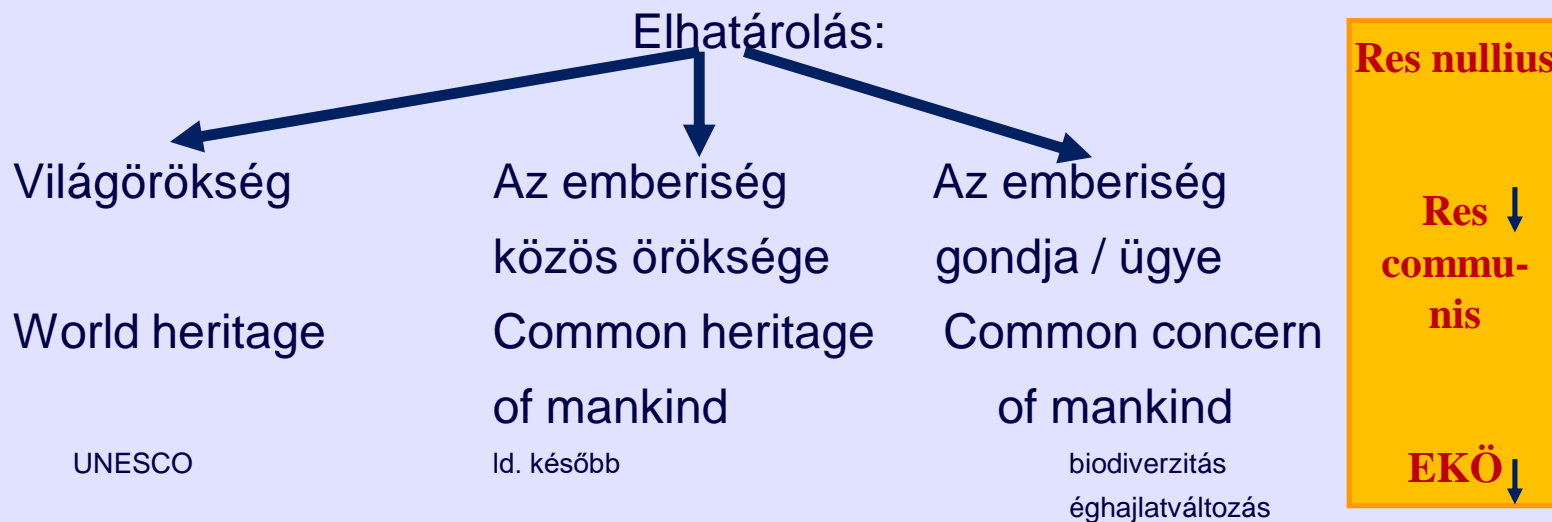 Elhatárolás:
Világörökség
World heritage
UNESCO
Az emberiség
közös öröksége
Common heritage
of mankind
ld. később
Az emberiség
gondja / ügye
Common concern
of mankind
biodiverzitás
éghajlatváltozás
Res nullius
Res
commu-
nis
EKÖ